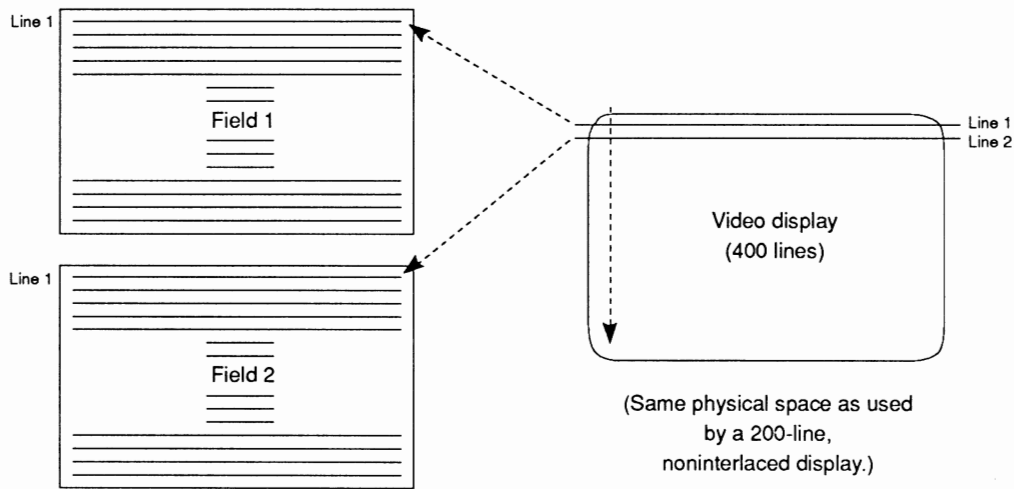 Line 1
Field 1
Line 1
Field 2
Line 1
Line 2
Video display
(400 lines)
(Same physical space as used
by a 200-line,
noninterlaced display.)